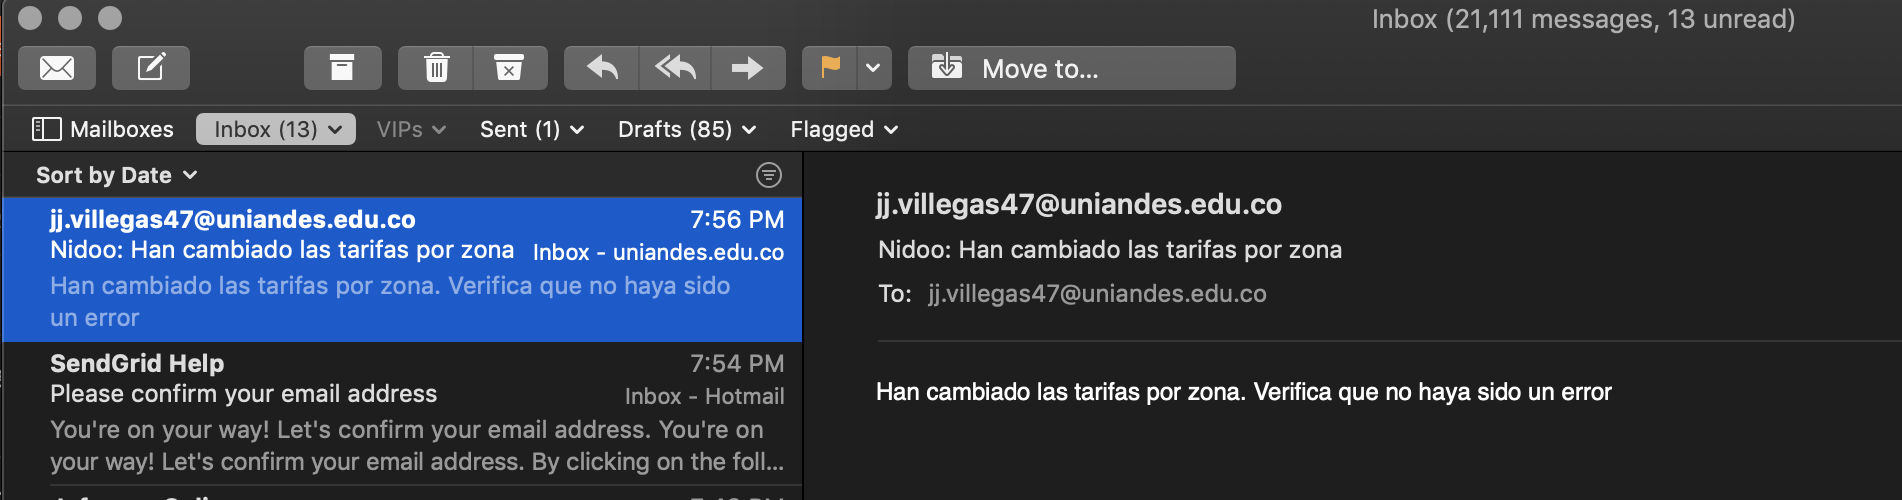 Inbox (21,111 messages, 13 unread)
Move to...
Mailboxes Inbox (13) VIPs Sent (1) Drafts (85) Flagged
Sort by Date
jj.villegas47@uniandes.edu.co 7:56 PM
Nidoo: Han cambiado las tarifas por zona Inbox - uniandes.edu.co
Han cambiado las tarifas por zona. Verifica que no haya sido
un error
SendGrid Help 7:54 PM
Please confirm your email address Inbox - Hotmail
You're on your way! Let's confirm your email address. You're on
your way! Let's confirm your email address. By clicking on the foll...
jj.villegas47@uniandes.edu.co
Nidoo: Han cambiado las tarifas por zona
To: jj.villegas47@uniandes.edu.co
Han cambiado las tarifas por zona. Verifica que no haya sido un error